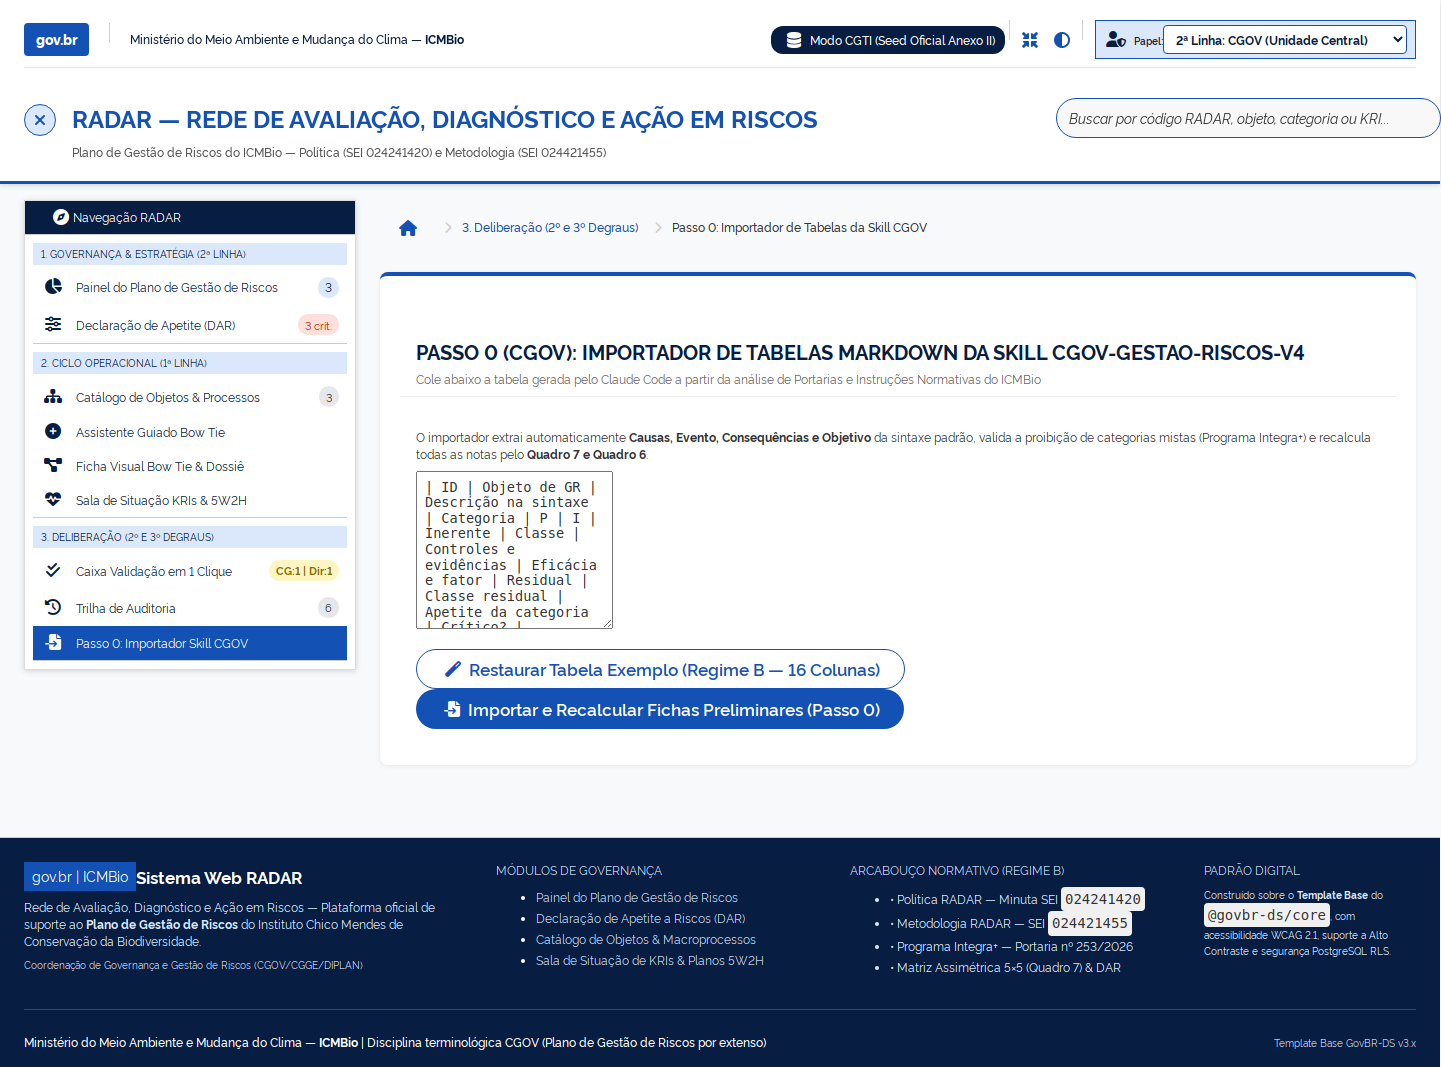 gov.br
Ministério do Meio Ambiente e Mudança do Clima — ICMBio
Modo CGTI (Seed Oficial Anexo II)
Papel:
2ª Linha: CGOV (Unidade Central)
RADAR — REDE DE AVALIAÇÃO, DIAGNÓSTICO E AÇÃO EM RISCOS
Plano de Gestão de Riscos do ICMBio — Política (SEI 024241420) e Metodologia (SEI 024421455)
Buscar por código RADAR, objeto, categoria ou KRI...
Navegação RADAR
1. GOVERNANÇA & ESTRATÉGIA (2ª LINHA)
Painel do Plano de Gestão de Riscos 3
Declaração de Apetite (DAR) 3 crit.
2. CICLO OPERACIONAL (1ª LINHA)
Catálogo de Objetos & Processos 3
Assistente Guiado Bow Tie
Ficha Visual Bow Tie & Dossiê
Sala de Situação KRIs & 5W2H
3. DELIBERAÇÃO (2º E 3º DEGRAUS)
Caixa Validação em 1 Clique CG:1 | Dir:1
Trilha de Auditoria 6
Passo 0: Importador Skill CGOV
3. Deliberação (2º e 3º Degraus)
Passo 0: Importador de Tabelas da Skill CGOV
PASSO 0 (CGOV): IMPORTADOR DE TABELAS MARKDOWN DA SKILL CGOV-GESTAO-RISCOS-V4
Cole abaixo a tabela gerada pelo Claude Code a partir da análise de Portarias e Instruções Normativas do ICMBio
O importador extrai automaticamente Causas, Evento, Consequências e Objetivo da sintaxe padrão, valida a proibição de categorias mistas (Programa Integra+) e recalcula
todas as notas pelo Quadro 7 e Quadro 6.
| ID | Objeto de GR |
Descrição na sintaxe
| Categoria | P | I |
Inerente | Classe |
Controles e
evidências | Eficácia
e fator | Residual |
Classe residual |
Apetite da categoria
| Crítico? |
Restaurar Tabela Exemplo (Regime B — 16 Colunas)
Importar e Recalcular Fichas Preliminares (Passo 0)
gov.br | ICMBio Sistema Web RADAR
Rede de Avaliação, Diagnóstico e Ação em Riscos — Plataforma oficial de
suporte ao Plano de Gestão de Riscos do Instituto Chico Mendes de
Conservação da Biodiversidade.
Coordenação de Governança e Gestão de Riscos (CGOV/CGGE/DIPLAN)
MÓDULOS DE GOVERNANÇA
• Painel do Plano de Gestão de Riscos
• Declaração de Apetite a Riscos (DAR)
• Catálogo de Objetos & Macroprocessos
• Sala de Situação de KRIs & Planos 5W2H
ARCABOUÇO NORMATIVO (REGIME B)
• • Política RADAR — Minuta SEI 024241420
• • Metodologia RADAR — SEI 024421455
• • Programa Integra+ — Portaria nº 253/2026
• • Matriz Assimétrica 5×5 (Quadro 7) & DAR
PADRÃO DIGITAL
Construído sobre o Template Base do
@govbr-ds/core, com
acessibilidade WCAG 2.1, suporte a Alto
Contraste e segurança PostgreSQL RLS.
Ministério do Meio Ambiente e Mudança do Clima — ICMBio | Disciplina terminológica CGOV (Plano de Gestão de Riscos por extenso)
Template Base GovBR-DS v3.x